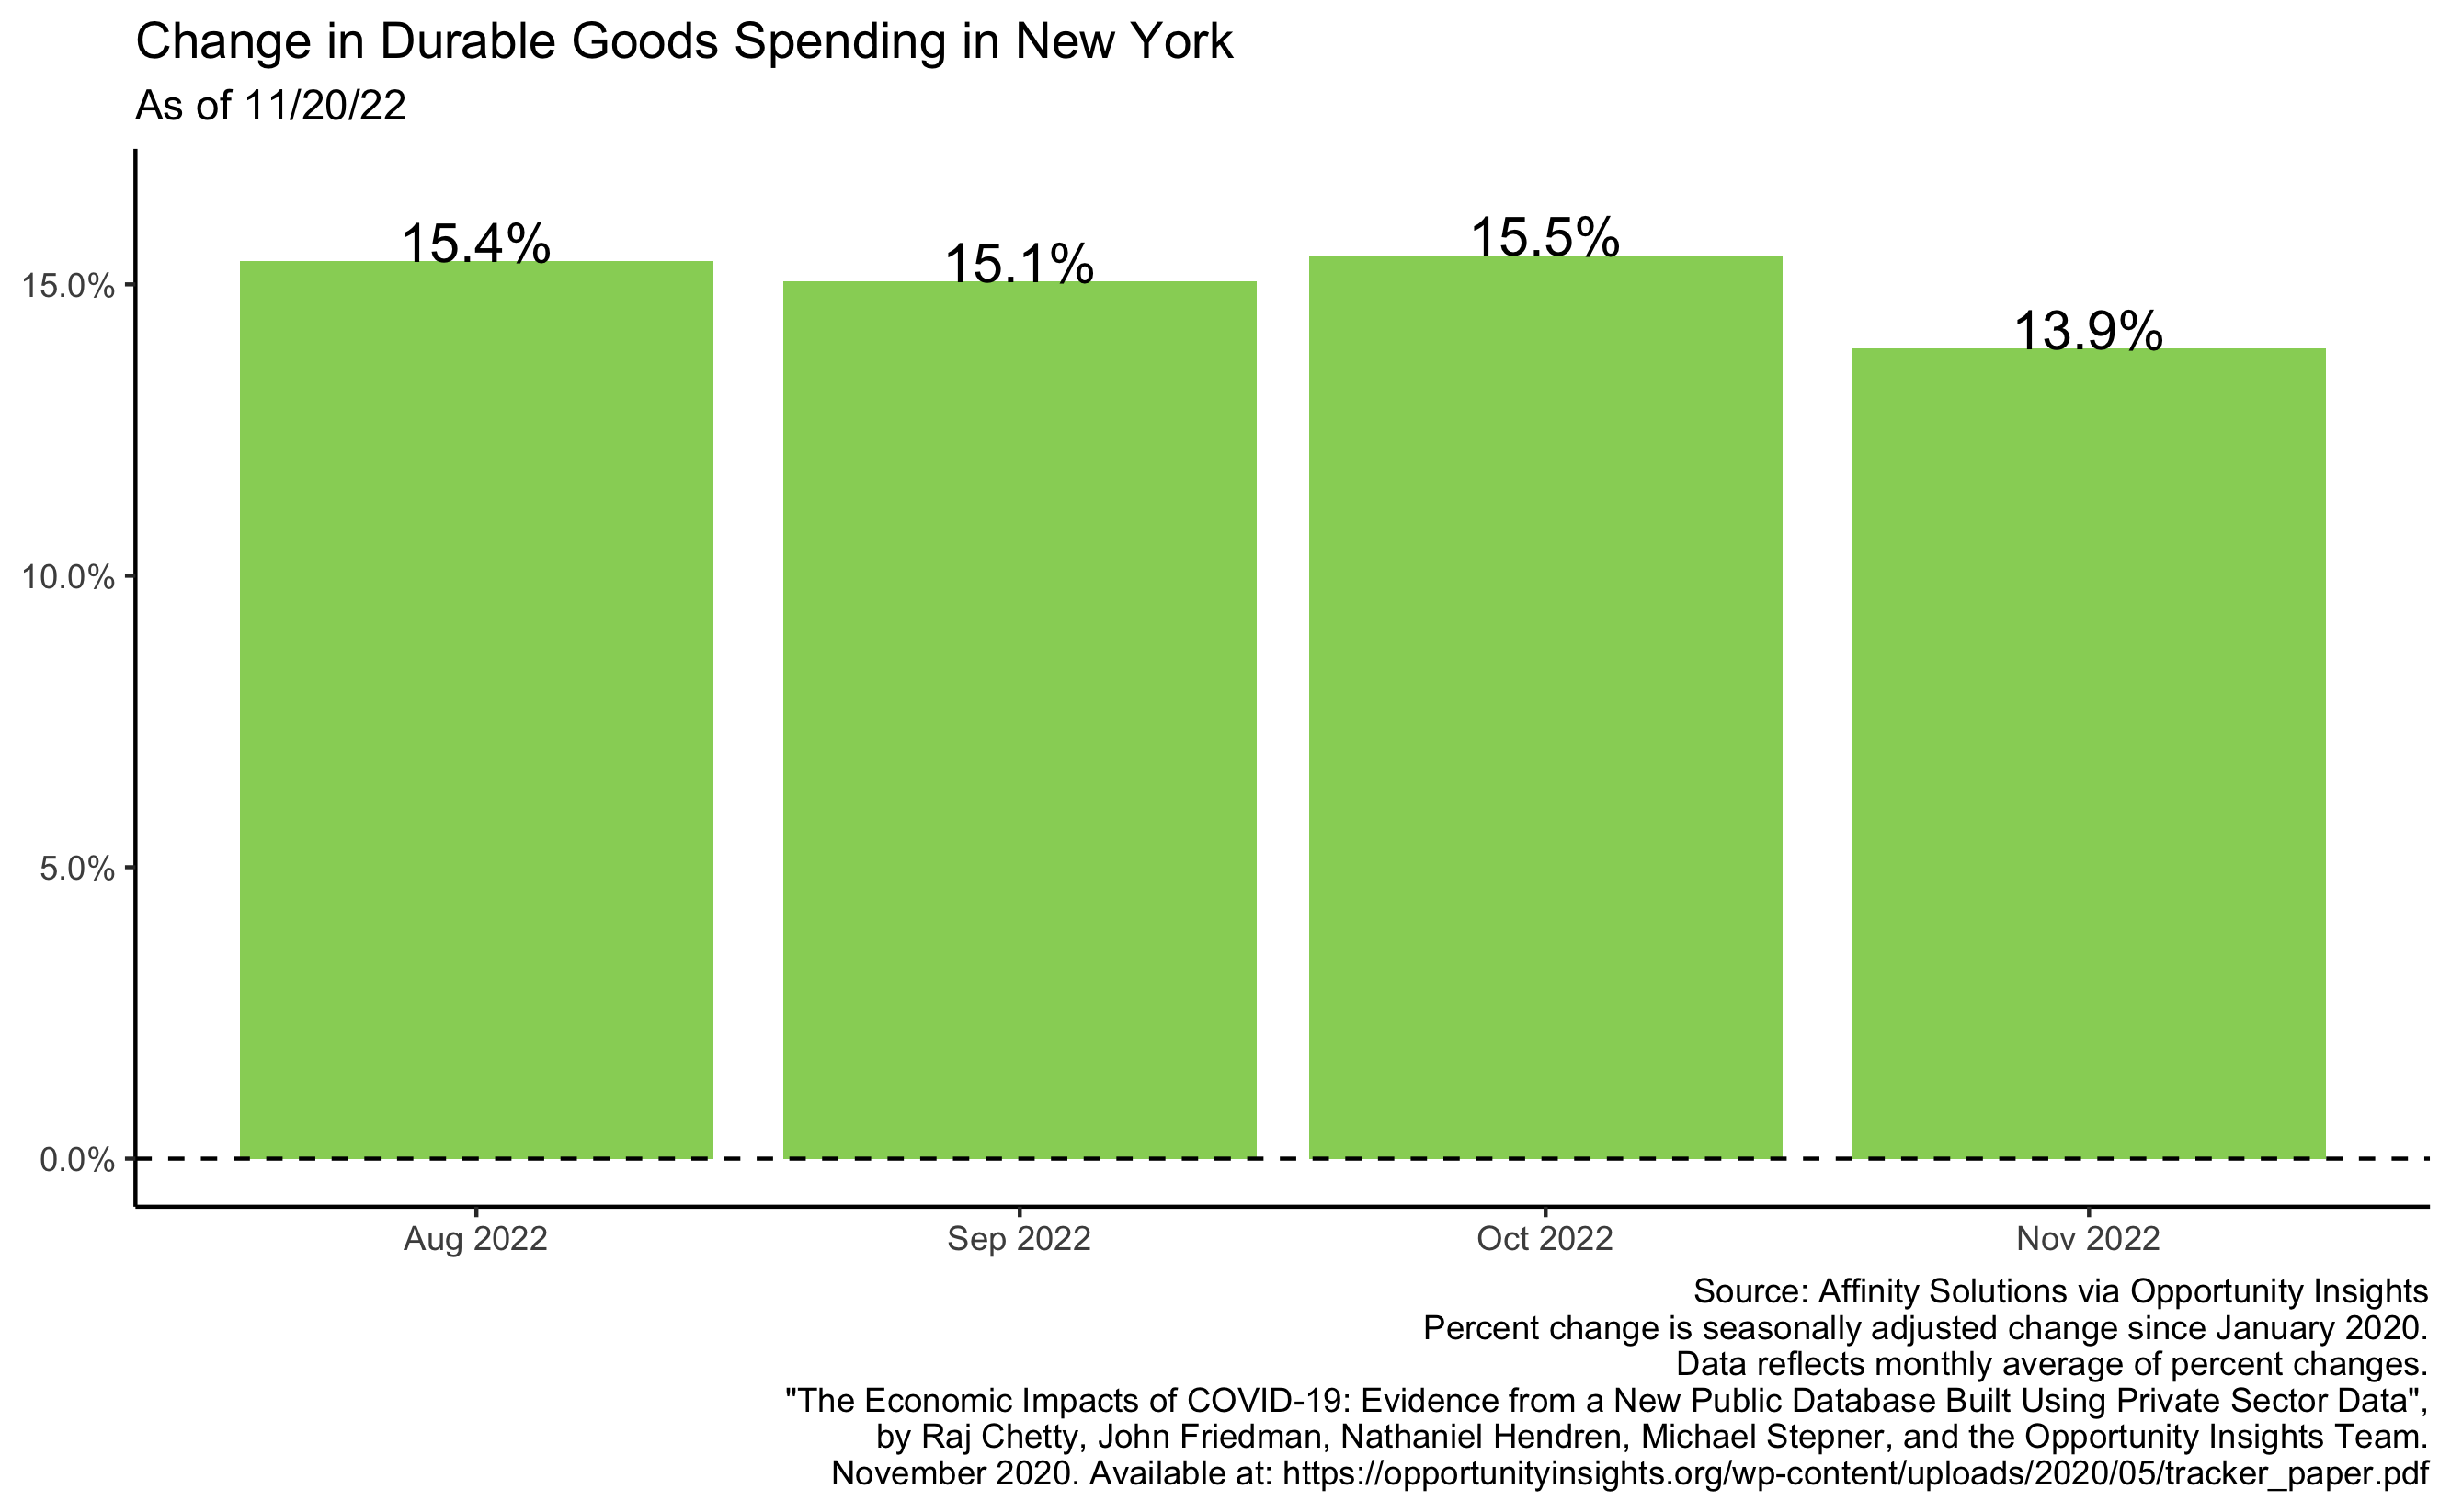 Change in Durable Goods Spending in New York
As of 11/20/22
15.4%
15.1%
15.5%
13.9%
15.0%
10.0%
5.0%
0.0%
Aug 2022
Sep 2022
Oct 2022
Nov 2022
Source: Affinity Solutions via Opportunity Insights
Percent change is seasonally adjusted change since January 2020.
Data reflects monthly average of percent changes.
"The Economic Impacts of COVID-19: Evidence from a New Public Database Built Using Private Sector Data",
by Raj Chetty, John Friedman, Nathaniel Hendren, Michael Stepner, and the Opportunity Insights Team.
November 2020. Available at: https://opportunityinsights.org/wp-content/uploads/2020/05/tracker_paper.pdf